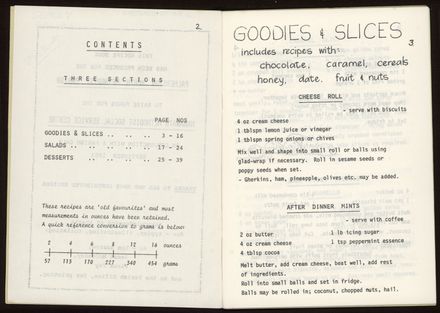 2
CONTENTS
THREE SECTIONS
PAGE NOS
GOODIES & SLICES .. .. .. 3 - 16
SALADS .. .. .. .. 17 - 24
DESSERTS .. .. .. .. 25 - 39
These recipes are 'old favourites' and most
measurements in ounces have been retained.
A quick reference conversion to grams is below:
2 4 6 8 12 16 ounces
57 113 170 227 340 454 grams
GOODIES & SLICES
3
includes recipes with:
chocolate, caramel, cereals
honey, date, fruit & nuts
CHEESE ROLL
- serve with biscuits
4 oz cream cheese
1 tblspn lemon juice or vinegar
1 tblspn spring onions or chives
Mix well and shape into small roll or balls using
glad-wrap if necessary. Roll in sesame seeds or
poppy seeds when set.
- Gherkins, ham, pineapple, olives etc. may be added.
AFTER DINNER MINTS
- serve with coffee
2 oz butter 1 lb icing sugar
4 oz cream cheese 1 tsp peppermint essence
4 tblsp cocoa
Melt butter, add cream cheese, beat well, add rest
of ingredients.
Roll into small balls and set in fridge.
Balls may be rolled in; coconut, chopped nuts, hail.